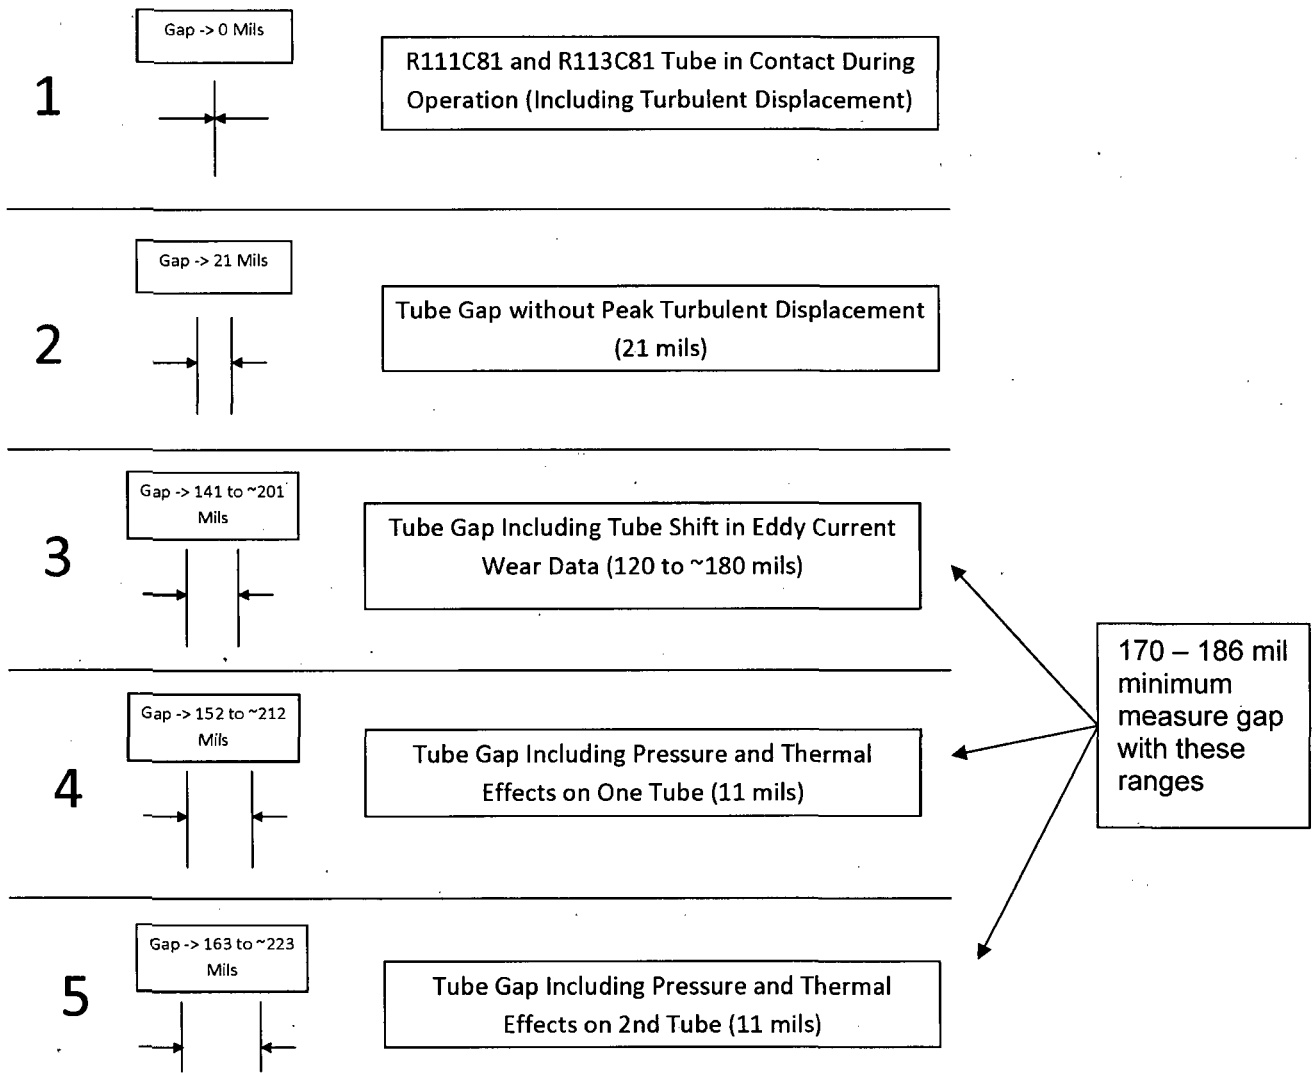 1
Gap -> 0 Mils
R111C81 and R113C81 Tube in Contact During
Operation (Including Turbulent Displacement)
2
Gap -> 21 Mils
Tube Gap without Peak Turbulent Displacement
(21 mils)
3
Gap -> 141 to ~201
Mils
Tube Gap Including Tube Shift in Eddy Current
Wear Data (120 to ~180 mils)
4
Gap -> 152 to ~212
Mils
Tube Gap Including Pressure and Thermal
Effects on One Tube (11 mils)
5
Gap -> 163 to ~223
Mils
Tube Gap Including Pressure and Thermal
Effects on 2nd Tube (11 mils)
170 – 186 mil
minimum
measure gap
with these
ranges